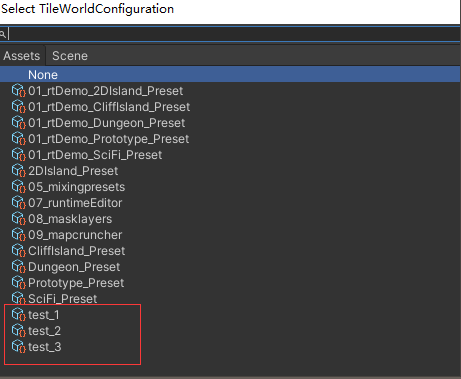 Select TileWorldConfiguration
Assets Scene
None
01_rtDemo_2DIsland_Preset
01_rtDemo_CliffIsland_Preset
01_rtDemo_Dungeon_Preset
01_rtDemo_Prototype_Preset
01_rtDemo_SciFi_Preset
2DIsland_Preset
05_mixingpresets
07_runtimeEditor
08_masklayers
09_mapcruncher
CliffIsland_Preset
Dungeon_Preset
Prototype_Preset
SciFi_Preset
test_1
test_2
test_3